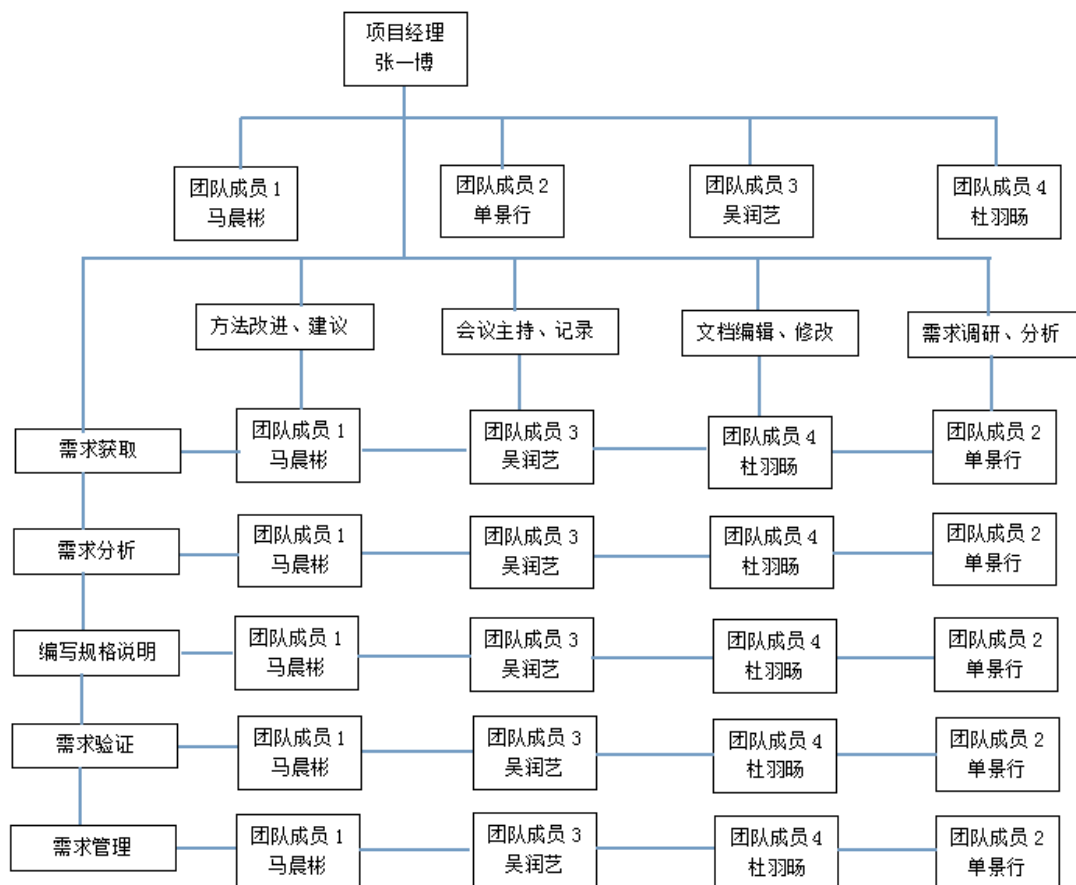 项目经理
张一博
团队成员 1
马晨彬
团队成员 2
单景行
团队成员 3
吴润艺
团队成员 4
杜羽旸
方法改进、建议
会议主持、记录
文档编辑、修改
需求调研、分析
需求获取
团队成员 1
马晨彬
团队成员 3
吴润艺
团队成员 4
杜羽旸
团队成员 2
单景行
需求分析
团队成员 1
马晨彬
团队成员 3
吴润艺
团队成员 4
杜羽旸
团队成员 2
单景行
编写规格说明
团队成员 1
马晨彬
团队成员 3
吴润艺
团队成员 4
杜羽旸
团队成员 2
单景行
需求验证
团队成员 1
马晨彬
团队成员 3
吴润艺
团队成员 4
杜羽旸
团队成员 2
单景行
需求管理
团队成员 1
马晨彬
团队成员 3
吴润艺
团队成员 4
杜羽旸
团队成员 2
单景行